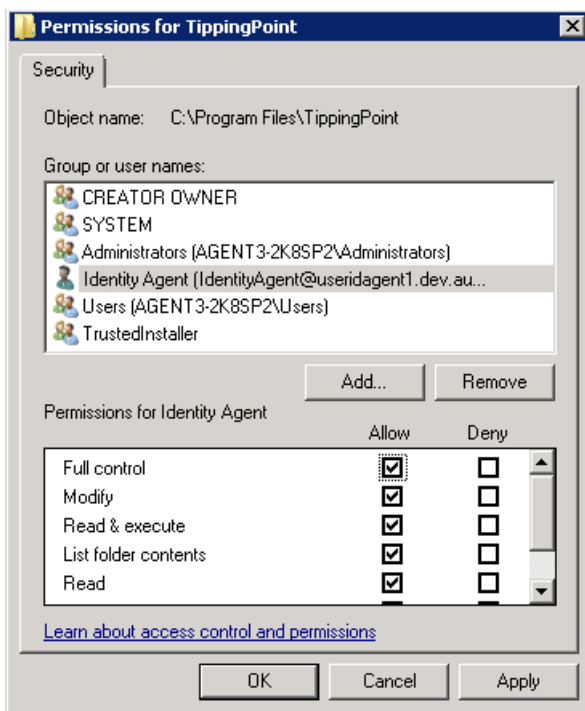 Permissions for TippingPoint
Security
Object name: C:\Program Files\TippingPoint
Group or user names:
CREATOR OWNER
SYSTEM
Administrators (AGENT3-2K8SP2\Administrators)
Identity Agent (IdentityAgent@useridagent1.dev.au...
Users (AGENT3-2K8SP2\Users)
TrustedInstaller
Add... Remove
Permissions for Identity Agent Allow Deny
Full control
Modify
Read & execute
List folder contents
Read
Learn about access control and permissions
OK Cancel Apply